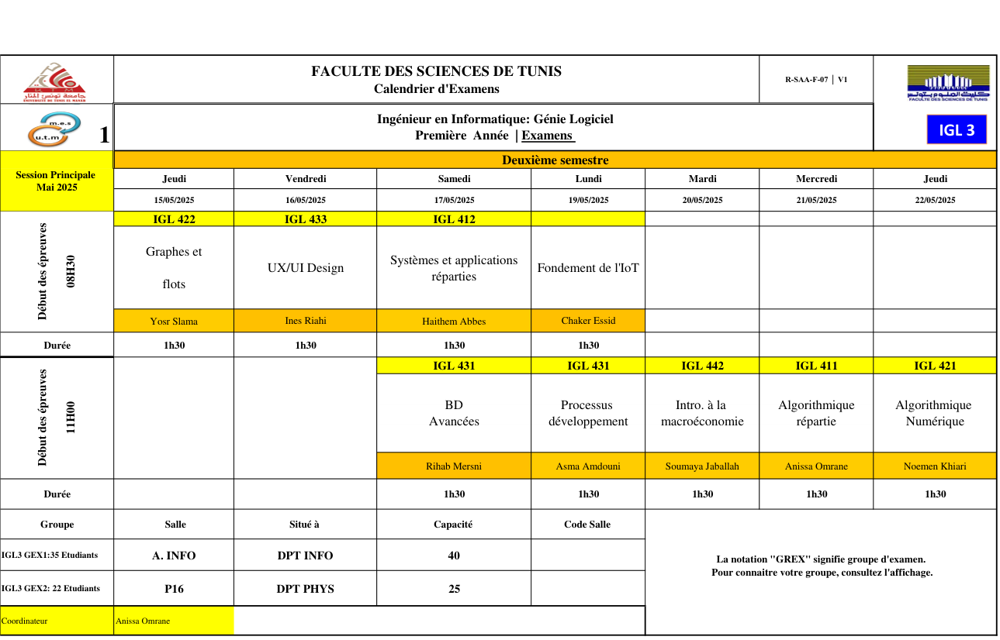 FACULTE DES SCIENCES DE TUNIS
Calendrier d'Examens
R-SAA-F-07 | V1
U T M
جامعة تونس المنار
UNIVERSITÉ DE TUNIS EL MANAR
كلية العلوم بتونس
FACULTE DES SCIENCES DE TUNIS
m.e.s
u.t.m
1
Ingénieur en Informatique: Génie Logiciel
Première Année | Examens
IGL 3
Session Principale
Mai 2025
Deuxième semestre
Jeudi Vendredi Samedi Lundi Mardi Mercredi Jeudi
15/05/2025 16/05/2025 17/05/2025 19/05/2025 20/05/2025 21/05/2025 22/05/2025
Début des épreuves
08H30
IGL 422 IGL 433 IGL 412
Graphes et
flots
UX/UI Design
Systèmes et applications
réparties
Fondement de l'IoT
Yosr Slama Ines Riahi Haithem Abbes Chaker Essid
Durée 1h30 1h30 1h30 1h30
Début des épreuves
11H00
IGL 431 IGL 431 IGL 442 IGL 411 IGL 421
BD
Avancées
Processus
développement
Intro. à la
macroéconomie
Algorithmique
répartie
Algorithmique
Numérique
Rihab Mersni Asma Amdouni Soumaya Jaballah Anissa Omrane Noemen Khiari
Durée 1h30 1h30 1h30 1h30 1h30
Groupe Salle Situé à Capacité Code Salle
IGL3 GEX1:35 Etudiants A. INFO DPT INFO 40
IGL3 GEX2: 22 Etudiants P16 DPT PHYS 25
La notation "GREX" signifie groupe d'examen.
Pour connaitre votre groupe, consultez l'affichage.
Coordinateur Anissa Omrane